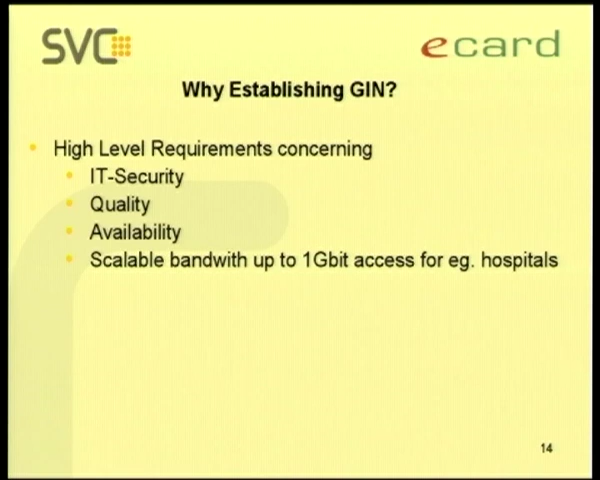 SVC
ecard
Why Establishing GIN?
High Level Requirements concerning
IT-Security
Quality
Availability
Scalable bandwith up to 1Gbit access for eg. hospitals
14